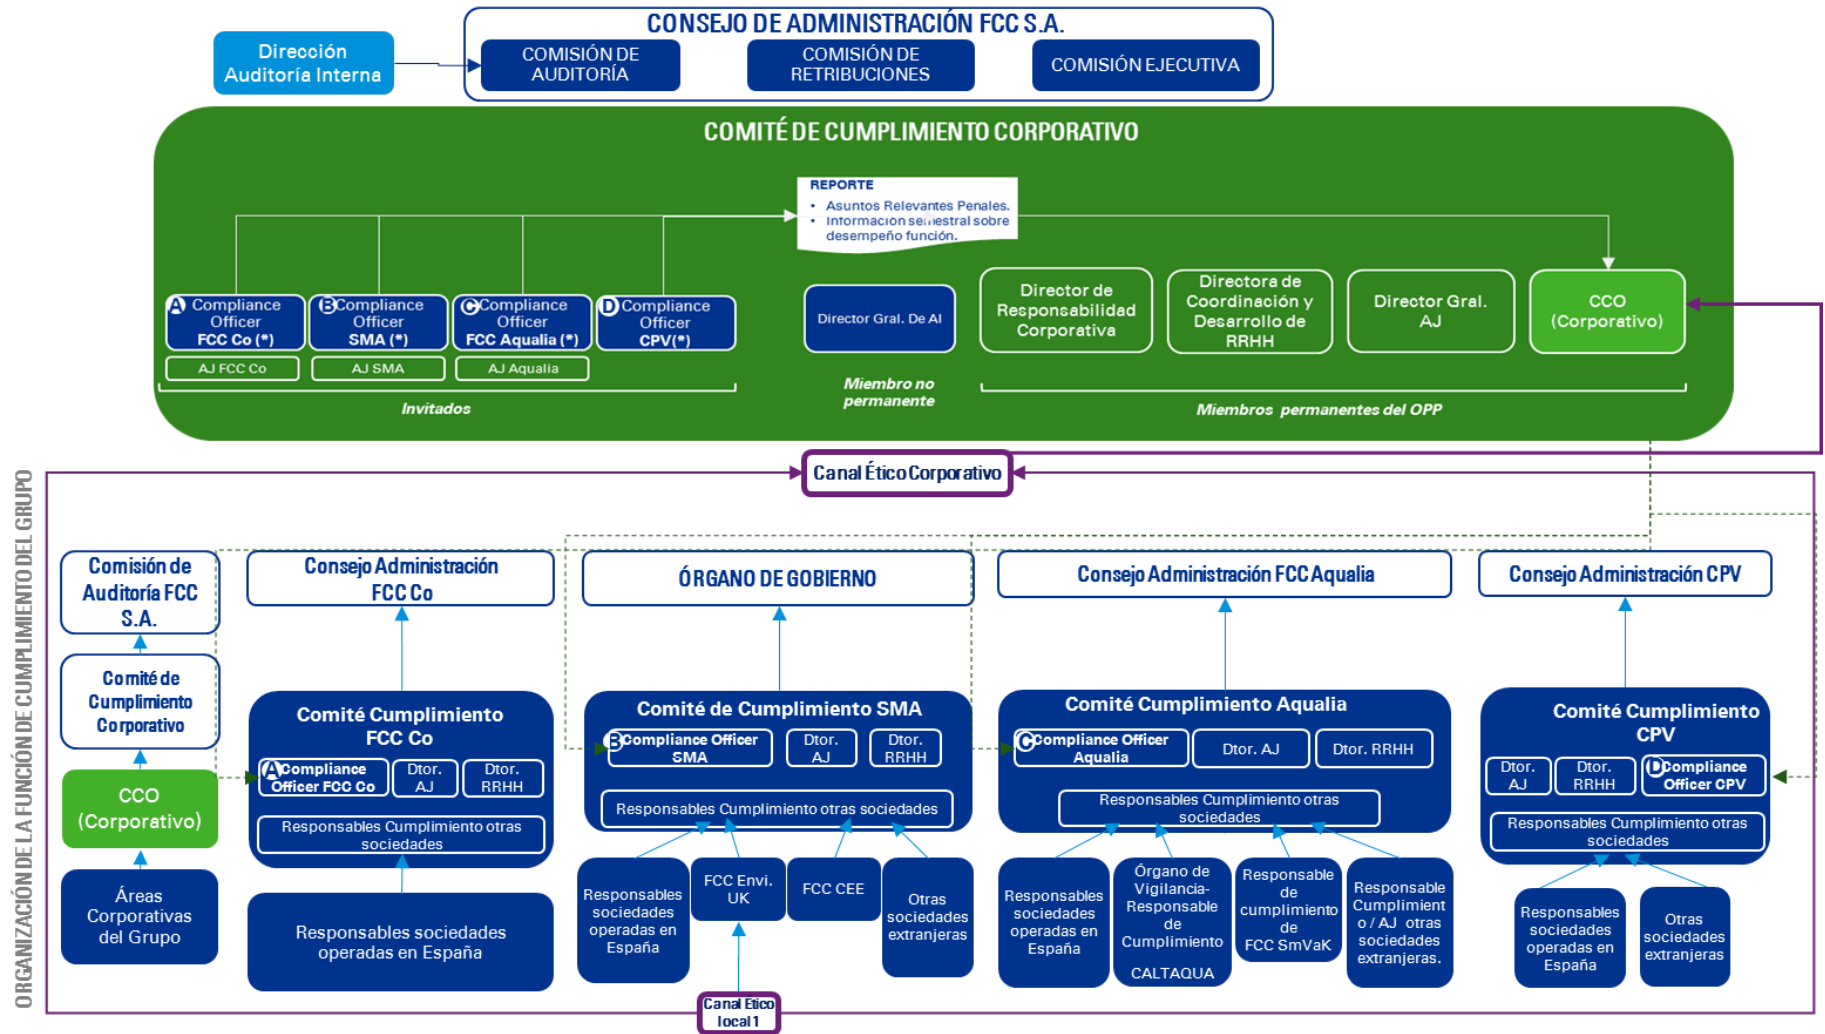 CONSEJO DE ADMINISTRACIÓN FCC S.A.
Dirección
Auditoría Interna
COMISIÓN DE
AUDITORÍA
COMISIÓN DE
RETRIBUCIONES
COMISIÓN EJECUTIVA
COMITÉ DE CUMPLIMIENTO CORPORATIVO
REPORTE
• Asuntos Relevantes Penales.
• Información semestral sobre
desempeño función.
A Compliance
Officer
FCC Co (*)
B Compliance
Officer
SMA (*)
C Compliance
Officer
FCC Aqualia (*)
D Compliance
Officer
CPV(*)
AJ FCC Co
AJ SMA
AJ Aqualia
Invitados
Director Gral. De AI
Miembro no
permanente
Director de
Responsabilidad
Corporativa
Directora de
Coordinación y
Desarrollo de
RRHH
Director Gral.
AJ
CCO
(Corporativo)
Miembros permanentes del OPP
Canal Ético Corporativo
ORGANIZACIÓN DE LA FUNCIÓN DE CUMPLIMIENTO DEL GRUPO
Comisión de
Auditoría FCC
S.A.
Comité de
Cumplimiento
Corporativo
CCO
(Corporativo)
Áreas
Corporativas
del Grupo
Consejo Administración
FCC Co
Comité Cumplimiento
FCC Co
A Compliance
Officer FCC Co
Dtor.
AJ
Dtor.
RRHH
Responsables Cumplimiento otras
sociedades
Responsables sociedades
operadas en España
ÓRGANO DE GOBIERNO
Comité de Cumplimiento SMA
B Compliance Officer
SMA
Dtor.
AJ
Dtor.
RRHH
Responsables Cumplimiento otras sociedades
Responsables
sociedades
operadas en
España
FCC Envi.
UK
FCC CEE
Otras
sociedades
extranjeras
Canal Ético
local 1
Consejo Administración FCC Aqualia
Comité Cumplimiento Aqualia
C Compliance Officer
Aqualia
Dtor. AJ
Dtor. RRHH
Responsables Cumplimiento otras
sociedades
Responsables
sociedades
operadas en
España
Órgano de
Vigilancia-
Responsable
de
Cumplimiento
CALTAQUA
Responsable
de
cumplimiento
de
FCC SmVaK
Responsable
Cumplimient
o / AJ otras
sociedades
extranjeras.
Consejo Administración CPV
Comité Cumplimiento
CPV
Dtor.
AJ
Dtor.
RRHH
D Compliance
Officer CPV
Responsables Cumplimiento otras
sociedades
Responsables
sociedades
operadas en
España
Otras
sociedades
extranjeras